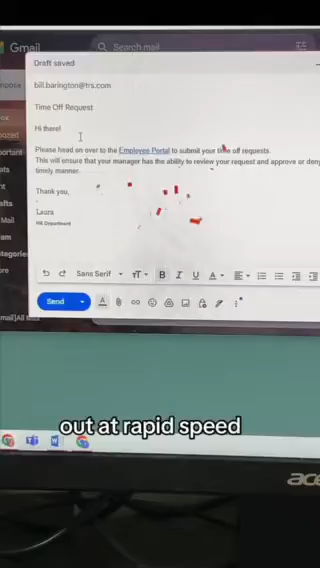 Gmail
Search mail
Draft saved
bill.barington@trs.com
Time Off Request
Hi there!
Please head on over to the Employee Portal to submit your time off requests.
This will ensure that your manager has the ability to review your request and approve or deny
timely manner.
Thank you,
Laura
HR Department
Sans Serif
Send
out at rapid speed
acer